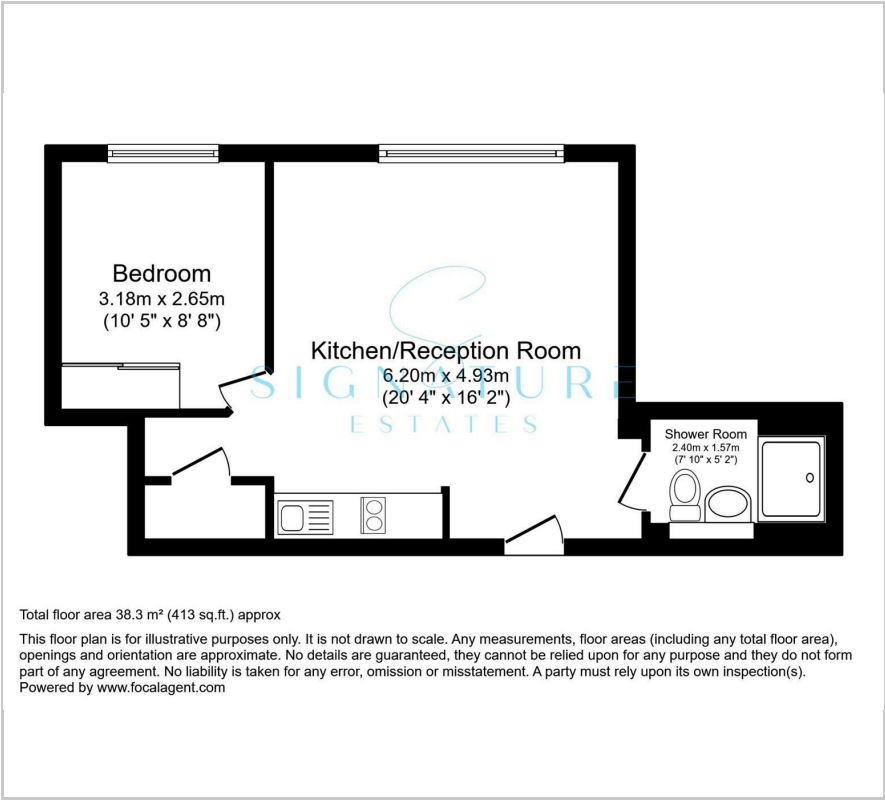 Bedroom
3.18m x 2.65m
(10' 5" x 8' 8")
Kitchen/Reception Room
6.20m x 4.93m
(20' 4" x 16' 2")
SIGNATURE
ESTATES
Shower Room
2.40m x 1.57m
(7' 10" x 5' 2")
Total floor area 38.3 m² (413 sq.ft.) approx
This floor plan is for illustrative purposes only. It is not drawn to scale. Any measurements, floor areas (including any total floor area),
openings and orientation are approximate. No details are guaranteed, they cannot be relied upon for any purpose and they do not form
part of any agreement. No liability is taken for any error, omission or misstatement. A party must rely upon its own inspection(s).
Powered by www.focalagent.com